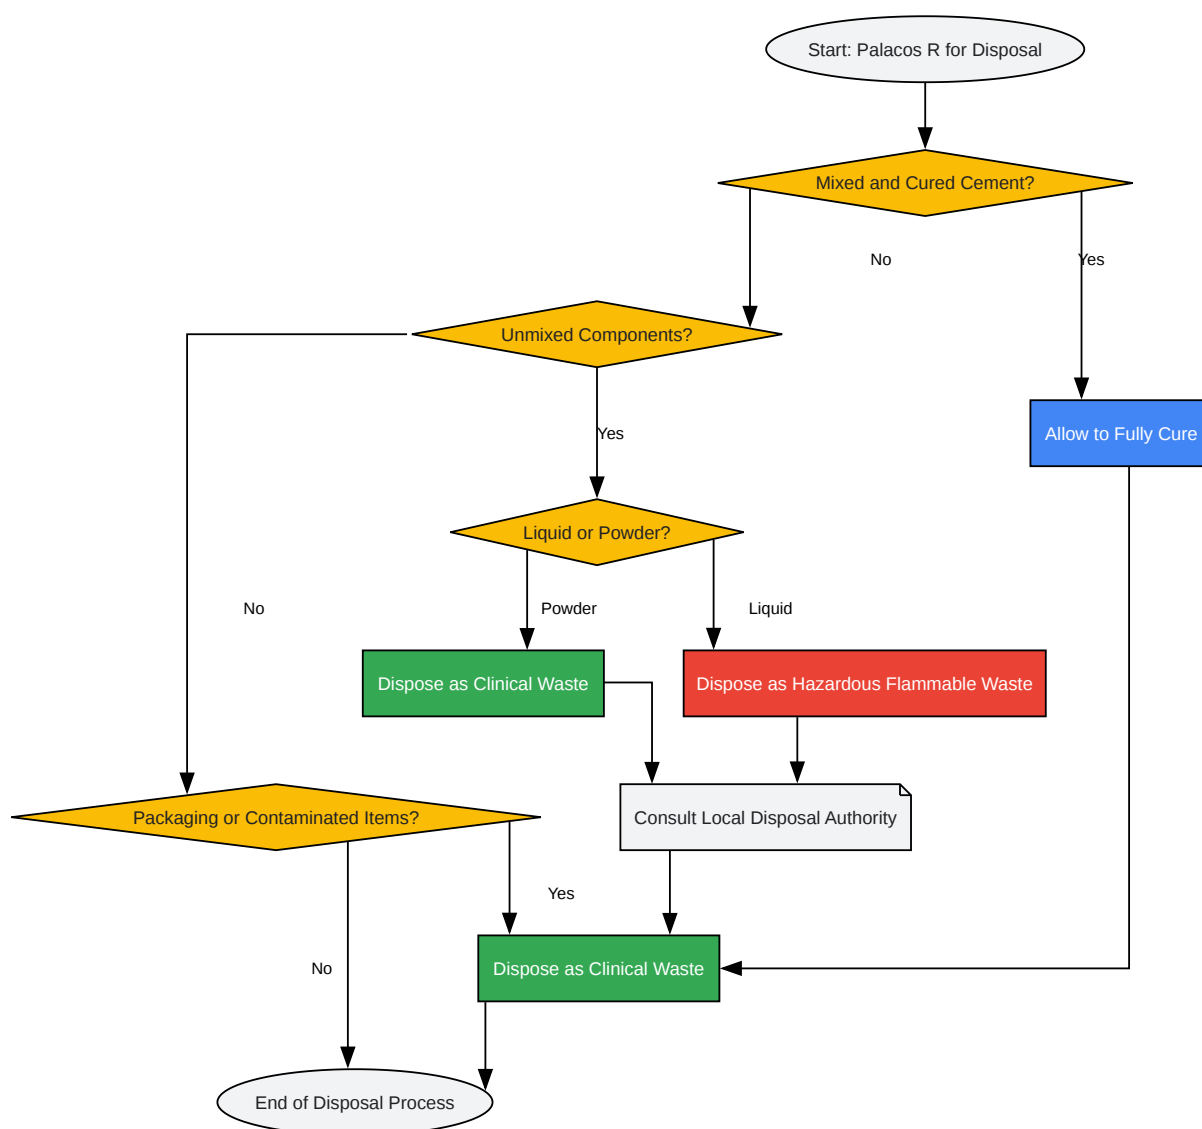 Start: Palacos R for Disposal
Mixed and Cured Cement?
No
Yes
Unmixed Components?
Yes
Allow to Fully Cure
Liquid or Powder?
No
Powder
Liquid
Dispose as Clinical Waste
Dispose as Hazardous Flammable Waste
Packaging or Contaminated Items?
Consult Local Disposal Authority
Yes
No
Dispose as Clinical Waste
End of Disposal Process